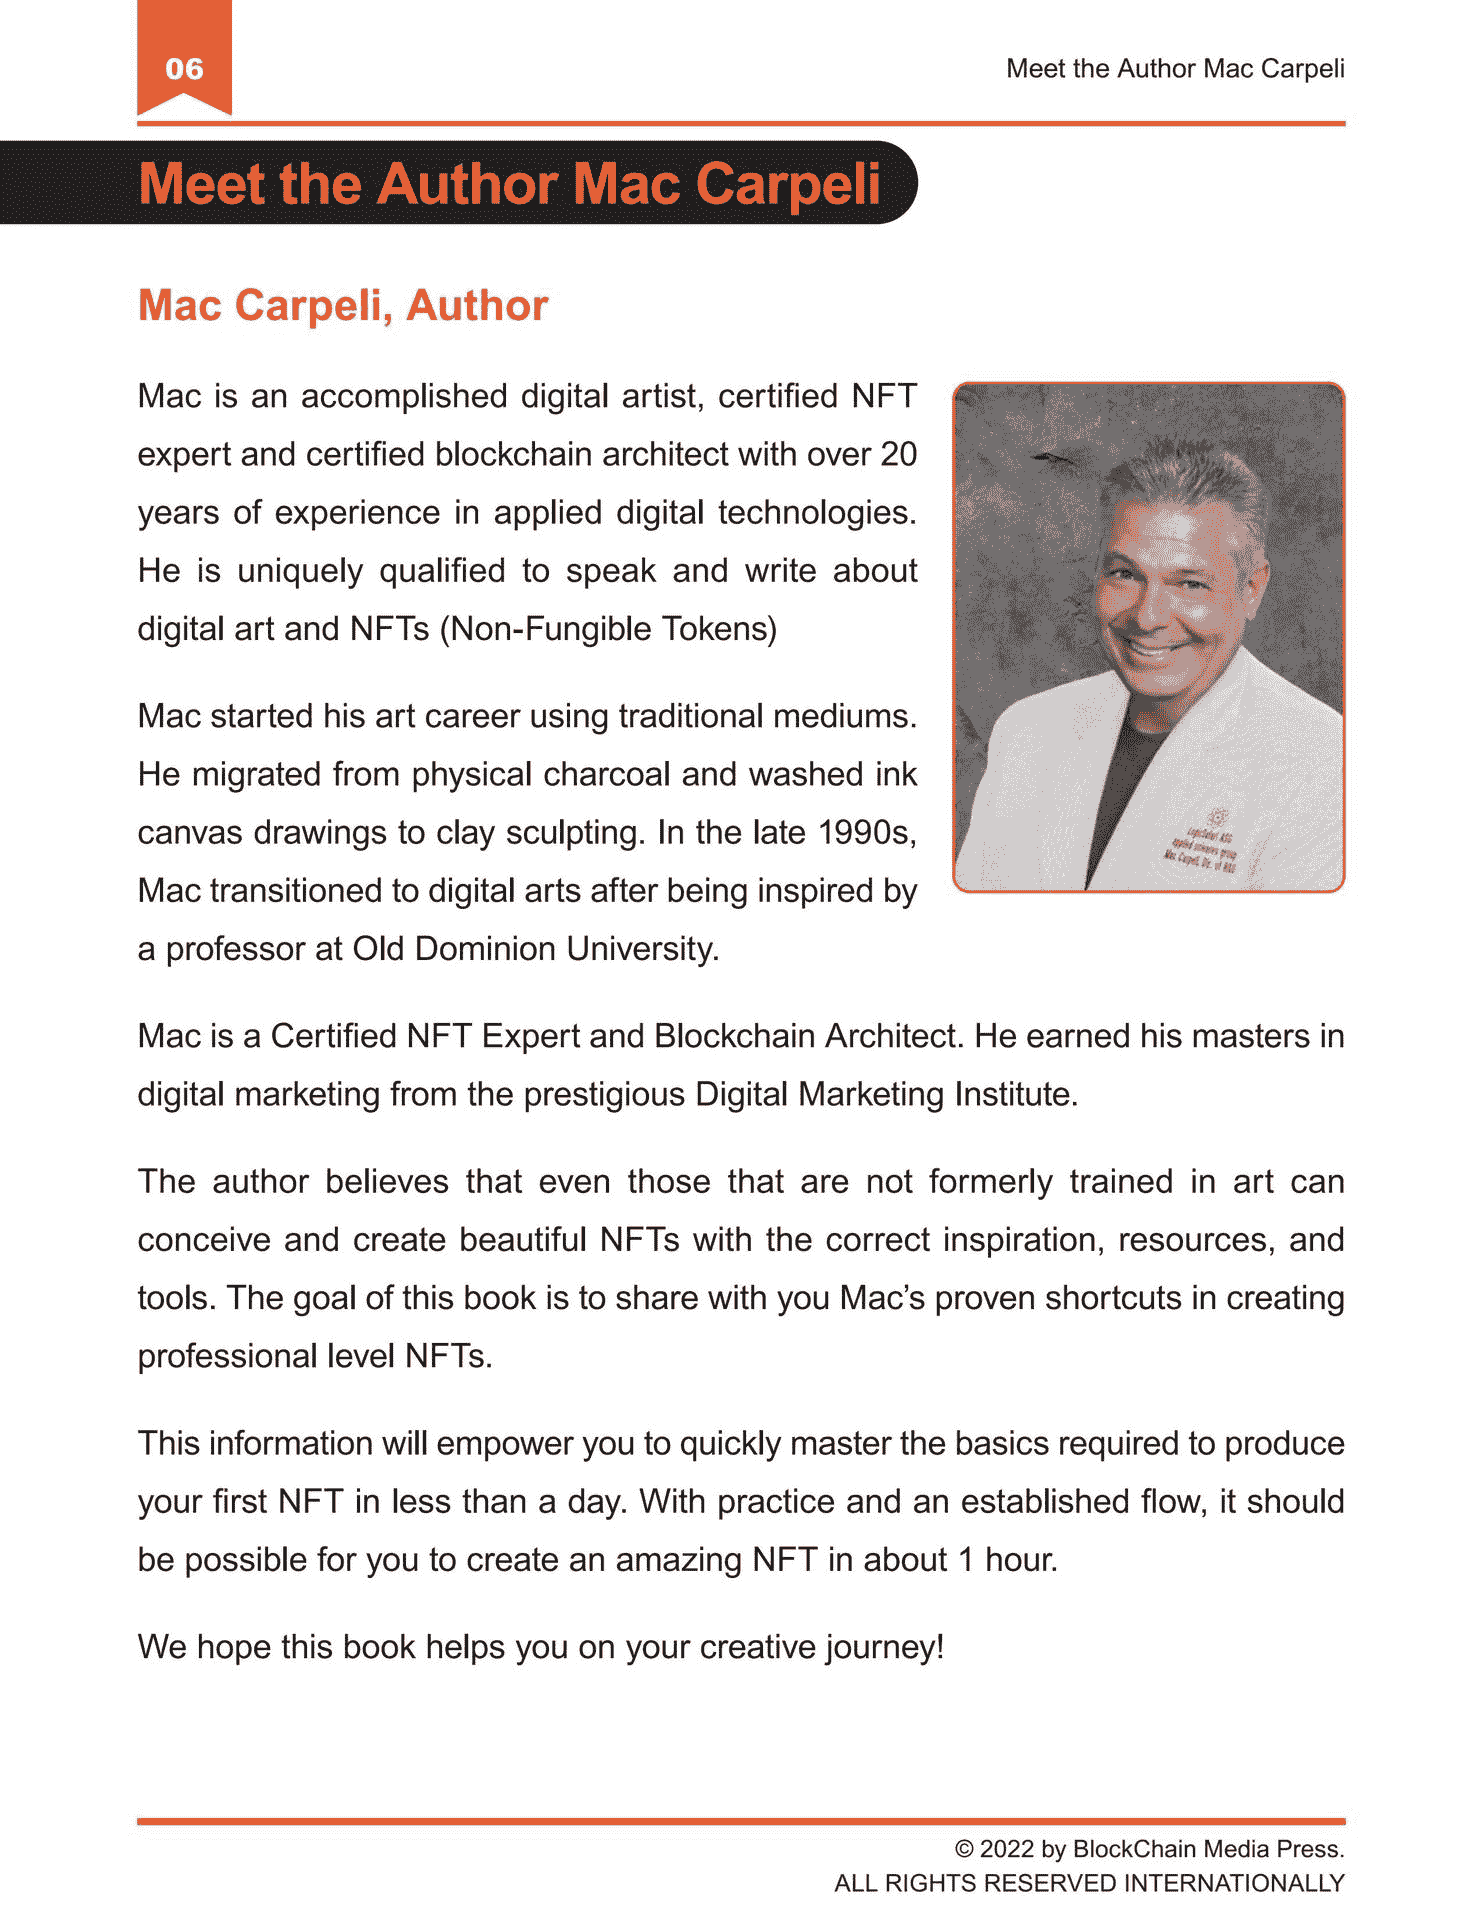 06
Meet the Author Mac Carpeli
Meet the Author Mac Carpeli
Mac Carpeli, Author
Mac is an accomplished digital artist, certified NFT
expert and certified blockchain architect with over 20
years of experience in applied digital technologies.
He is uniquely qualified to speak and write about
digital art and NFTs (Non-Fungible Tokens)
Mac started his art career using traditional mediums.
He migrated from physical charcoal and washed ink
canvas drawings to clay sculpting. In the late 1990s,
Mac transitioned to digital arts after being inspired by
a professor at Old Dominion University.
Mac is a Certified NFT Expert and Blockchain Architect. He earned his masters in
digital marketing from the prestigious Digital Marketing Institute.
The author believes that even those that are not formerly trained in art can
conceive and create beautiful NFTs with the correct inspiration, resources, and
tools. The goal of this book is to share with you Mac’s proven shortcuts in creating
professional level NFTs.
This information will empower you to quickly master the basics required to produce
your first NFT in less than a day. With practice and an established flow, it should
be possible for you to create an amazing NFT in about 1 hour.
We hope this book helps you on your creative journey!
© 2022 by BlockChain Media Press.
ALL RIGHTS RESERVED INTERNATIONALLY